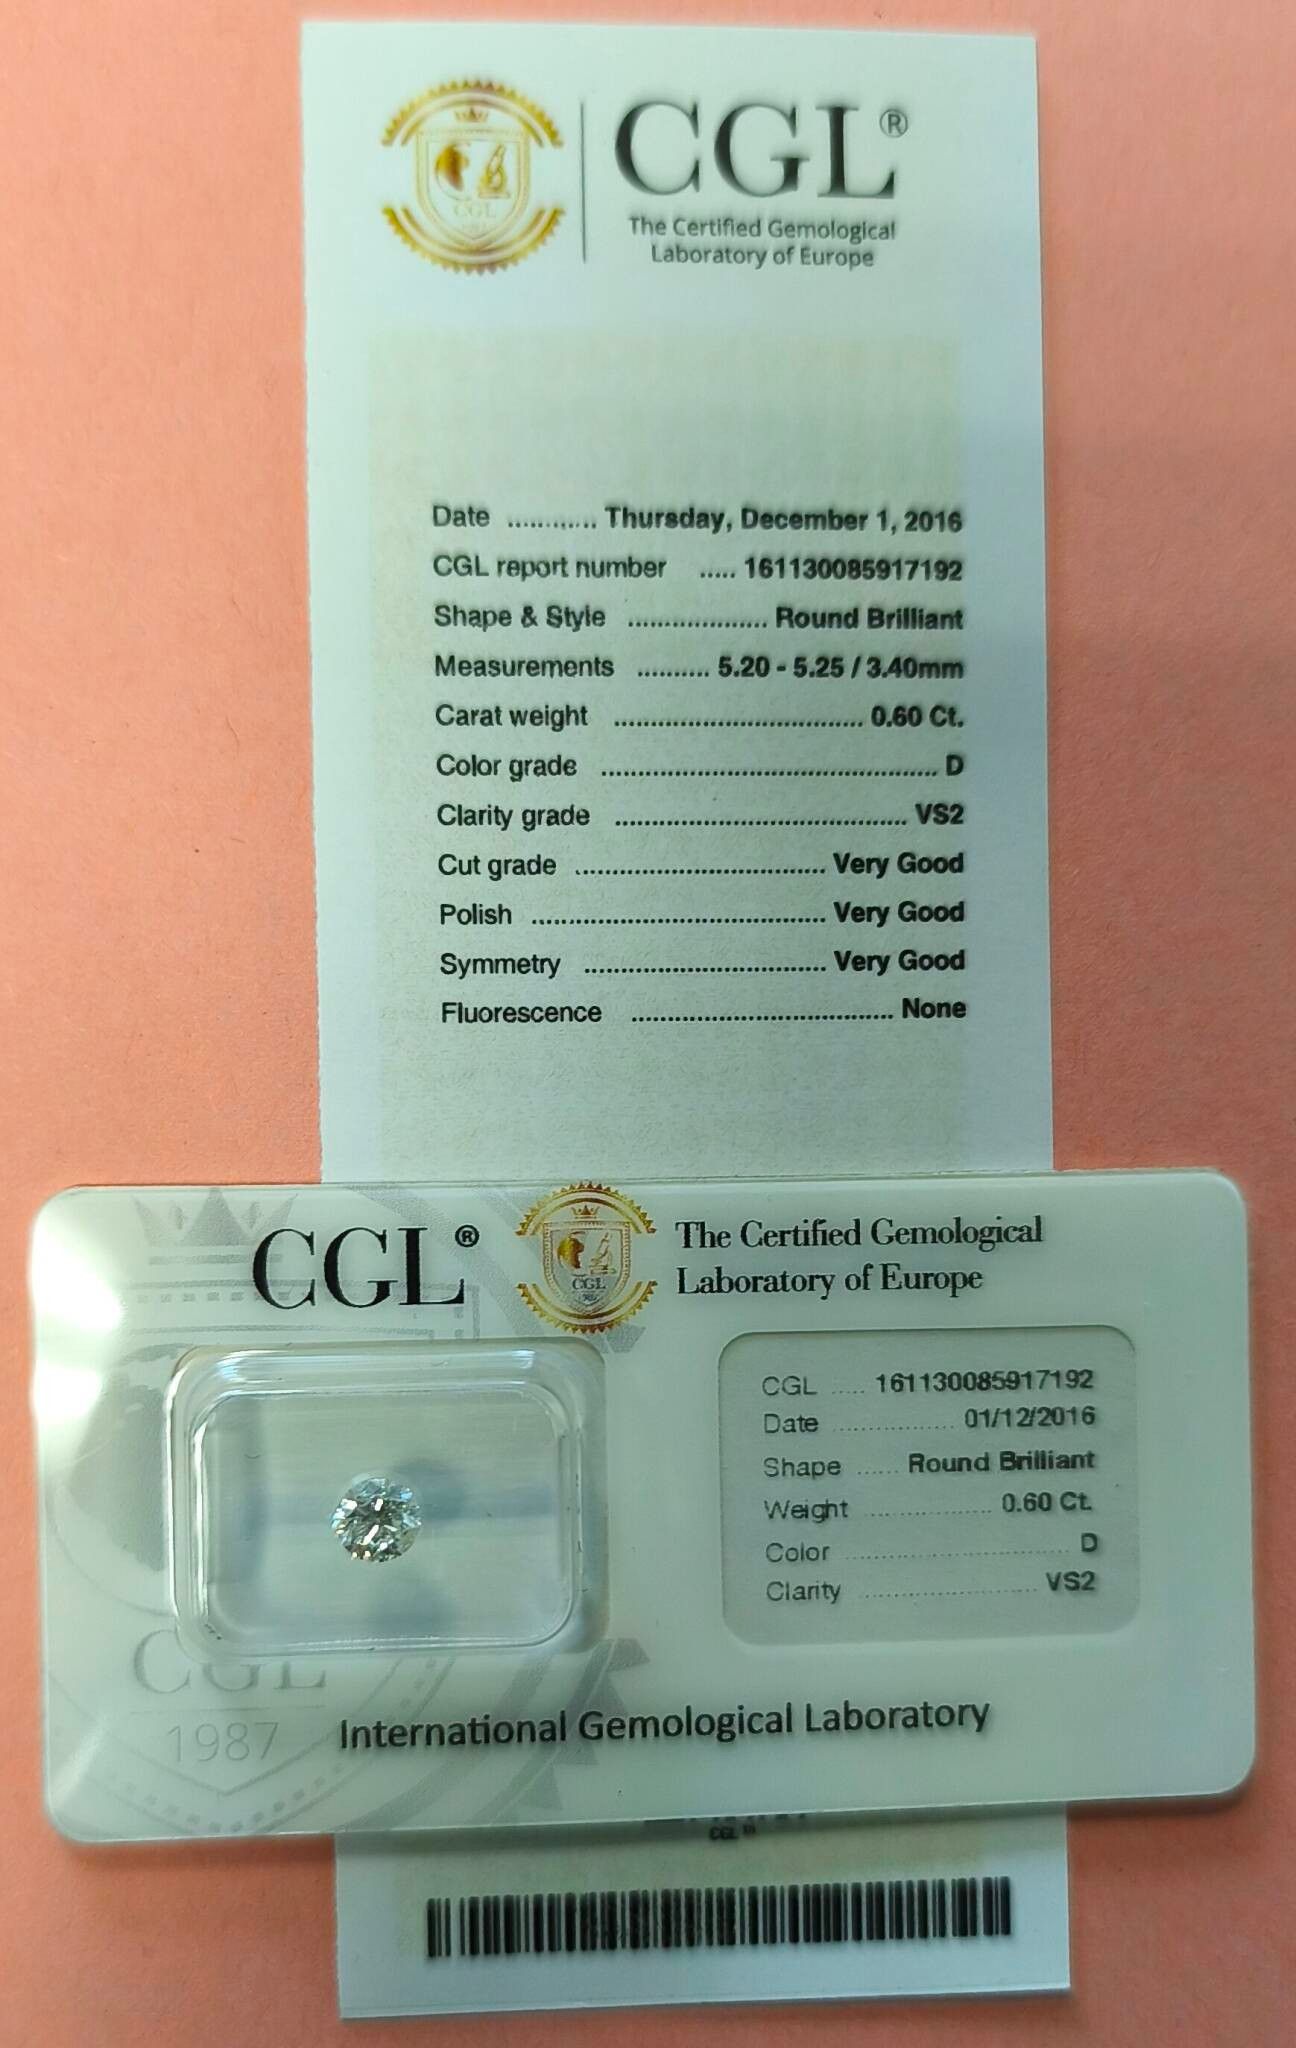 CGL
CGL®
The Certified Gemological
Laboratory of Europe
Date ............ Thursday, December 1, 2016
CGL report number ..... 161130085917192
Shape & Style ................... Round Brilliant
Measurements .......... 5.20 - 5.25 / 3.40mm
Carat weight .................................. 0.60 Ct.
Color grade .............................................. D
Clarity grade ........................................ VS2
Cut grade .................................. Very Good
Polish ........................................ Very Good
Symmetry ................................. Very Good
Fluorescence .................................... None
CGL®
CGL
The Certified Gemological
Laboratory of Europe
CGL ..... 161130085917192
Date ................. 01/12/2016
Shape ...... Round Brilliant
Weight .................. 0.60 Ct.
Color ................................ D
Clarity ......................... VS2
CGL
1987
International Gemological Laboratory
CGL